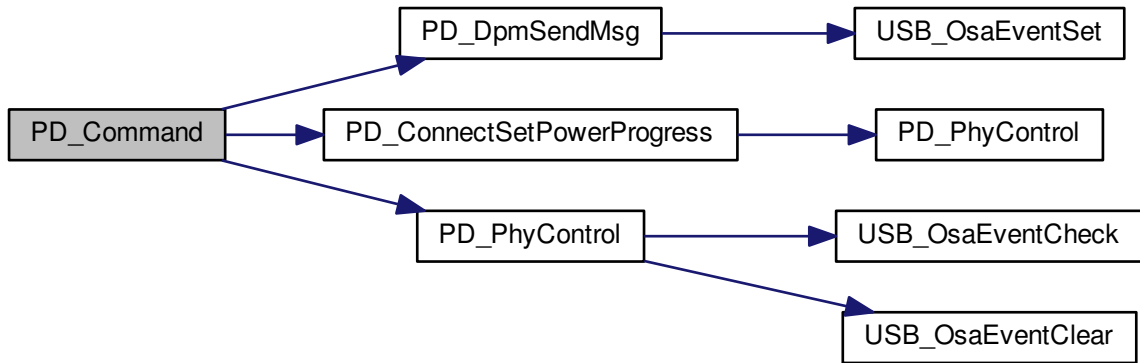 PD_DpmSendMsg
USB_OsaEventSet
PD_Command
PD_ConnectSetPowerProgress
PD_PhyControl
PD_PhyControl
USB_OsaEventCheck
USB_OsaEventClear